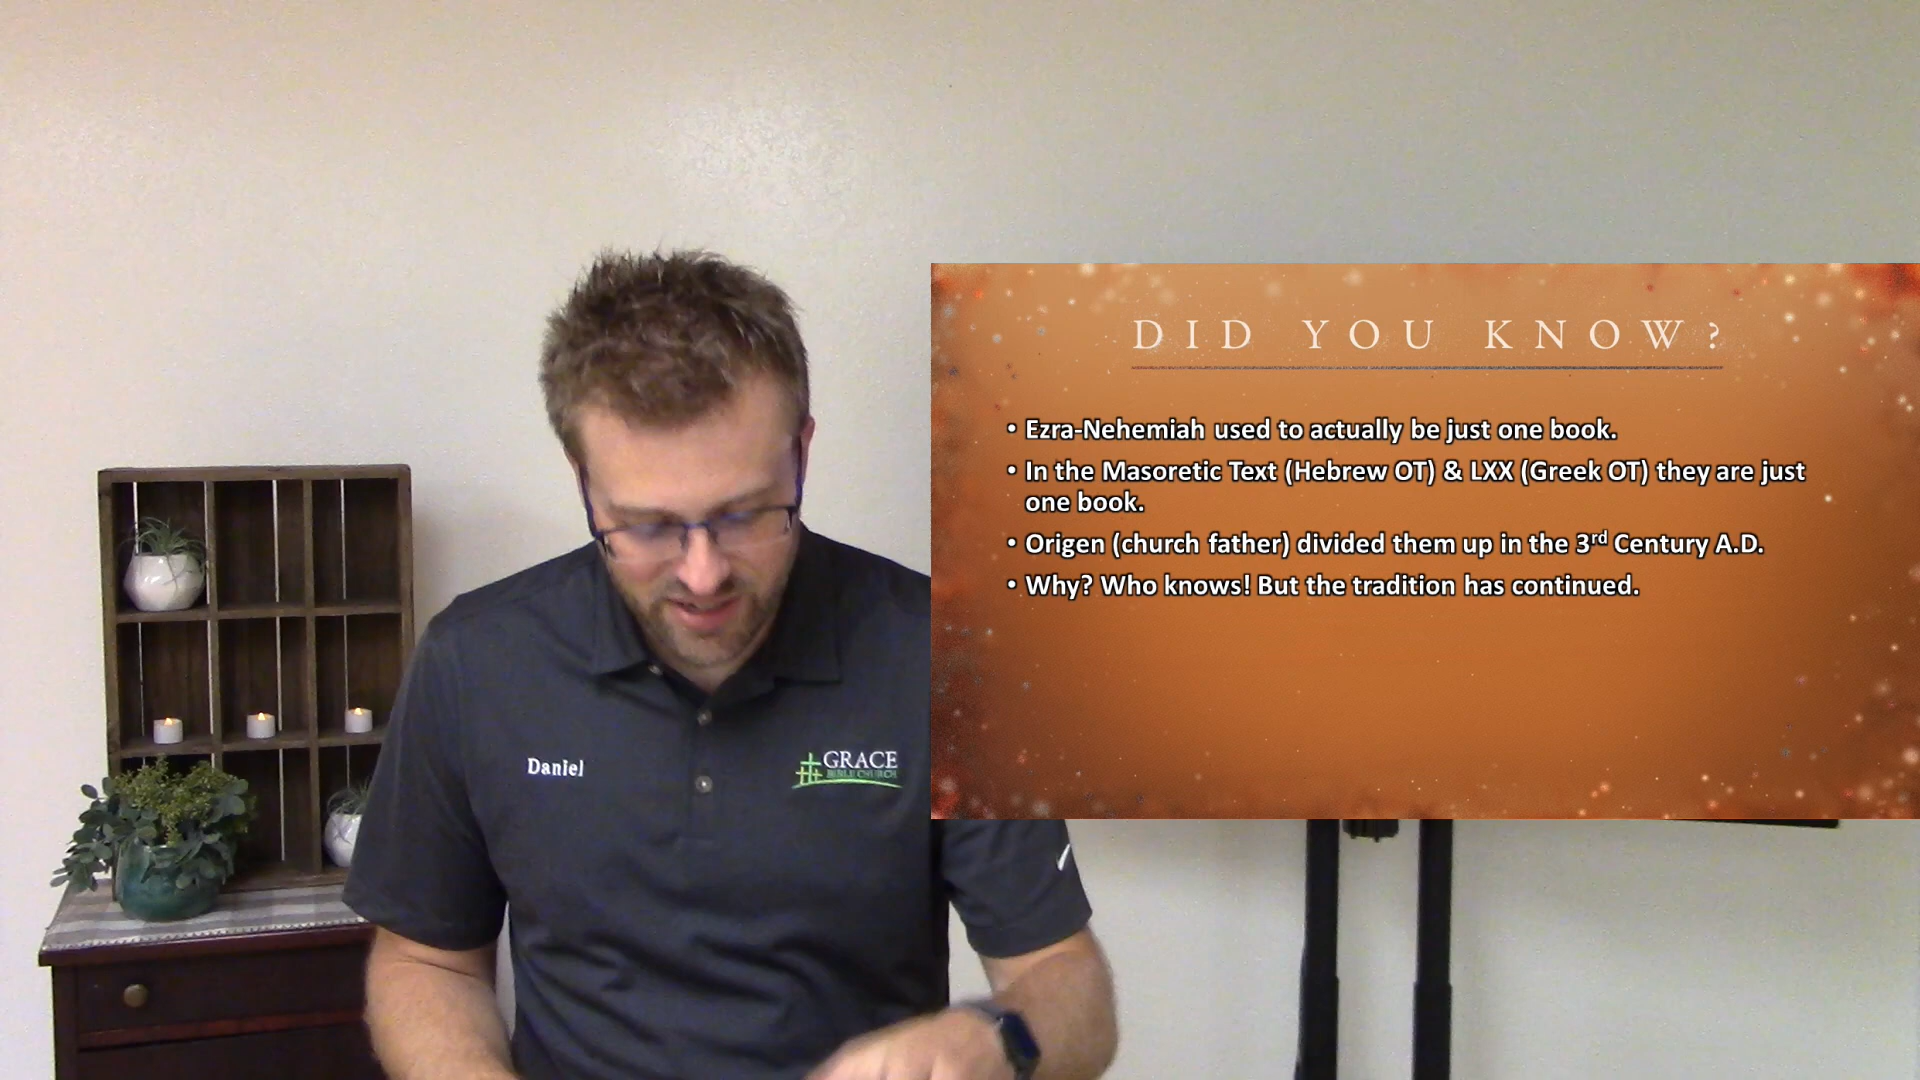 DID YOU KNOW?
• Ezra-Nehemiah used to actually be just one book.
• In the Masoretic Text (Hebrew OT) & LXX (Greek OT) they are just
one book.
• Origen (church father) divided them up in the 3rd Century A.D.
• Why? Who knows! But the tradition has continued.
Daniel
GRACE
BIBLE CHURCH